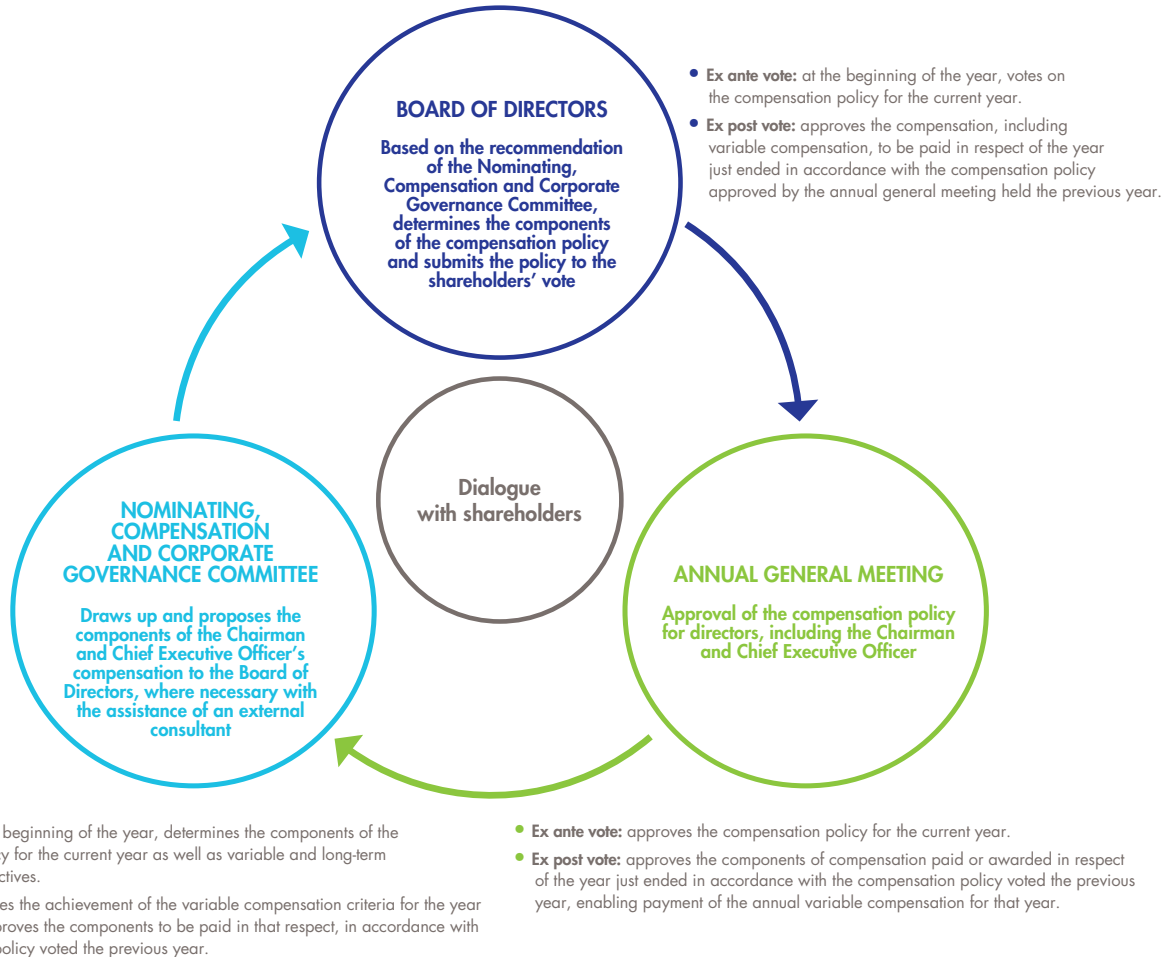 BOARD OF DIRECTORS
Based on the recommendation
of the Nominating,
Compensation and Corporate
Governance Committee,
determines the components
of the compensation policy
and submits the policy to the
shareholders’ vote
• Ex ante vote: at the beginning of the year, votes on
the compensation policy for the current year.
• Ex post vote: approves the compensation, including
variable compensation, to be paid in respect of the year
just ended in accordance with the compensation policy
approved by the annual general meeting held the previous year.
Dialogue
with shareholders
NOMINATING,
COMPENSATION
AND CORPORATE
GOVERNANCE COMMITTEE
Draws up and proposes the
components of the Chairman
and Chief Executive Officer’s
compensation to the Board of
Directors, where necessary with
the assistance of an external
consultant
ANNUAL GENERAL MEETING
Approval of the compensation policy
for directors, including the Chairman
and Chief Executive Officer
beginning of the year, determines the components of the
for the current year as well as variable and long-term
the achievement of the variable compensation criteria for the year
the components to be paid in that respect, in accordance with
voted the previous year.
• Ex ante vote: approves the compensation policy for the current year.
• Ex post vote: approves the components of compensation paid or awarded in respect
of the year just ended in accordance with the compensation policy voted the previous
year, enabling payment of the annual variable compensation for that year.